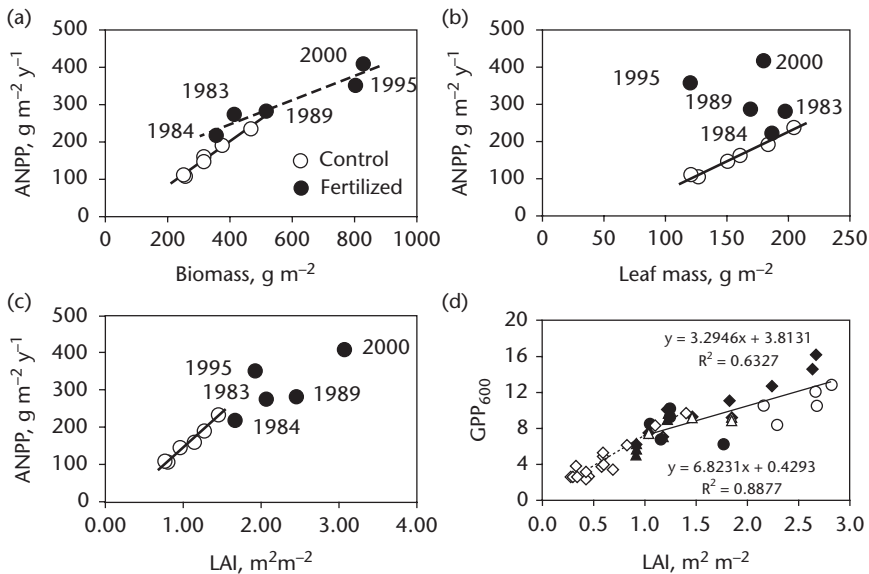 (a)
500
400
300
200
100
0
ANPP, g m⁻² y⁻¹
2000
1983
1995
1984
1989
Control
Fertilized
0 200 400 600 800 1000
Biomass, g m⁻²
(b)
500
400
300
200
100
0
ANPP, g m⁻² y⁻¹
1995
2000
1989
1983
1984
0 50 100 150 200 250
Leaf mass, g m⁻²
(c)
500
400
300
200
100
0
ANPP, g m⁻² y⁻¹
1995
2000
1983
1989
1984
0.00 1.00 2.00 3.00 4.00
LAI, m²m⁻²
(d)
20
16
12
8
4
0
GPP₆₀₀
y = 3.2946x + 3.8131
R² = 0.6327
y = 6.8231x + 0.4293
R² = 0.8877
0.0 0.5 1.0 1.5 2.0 2.5 3.0
LAI, m² m⁻²